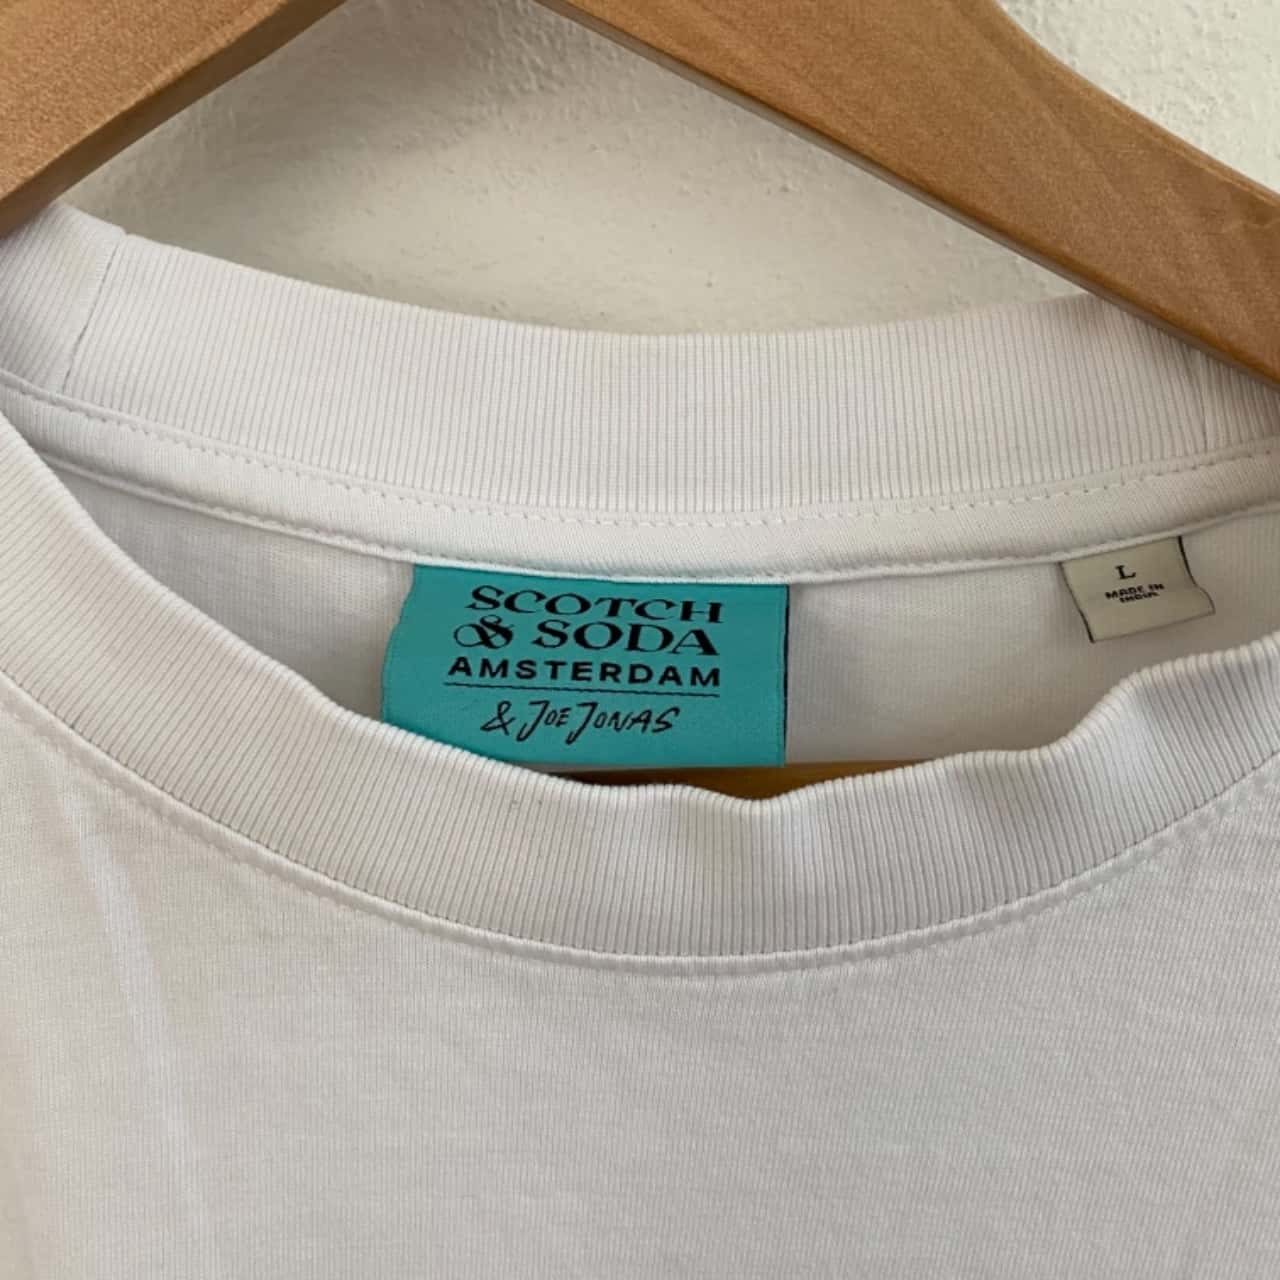 SCOTCH
& SODA
AMSTERDAM
& JOE JONAS
L
MADE IN
INDIA